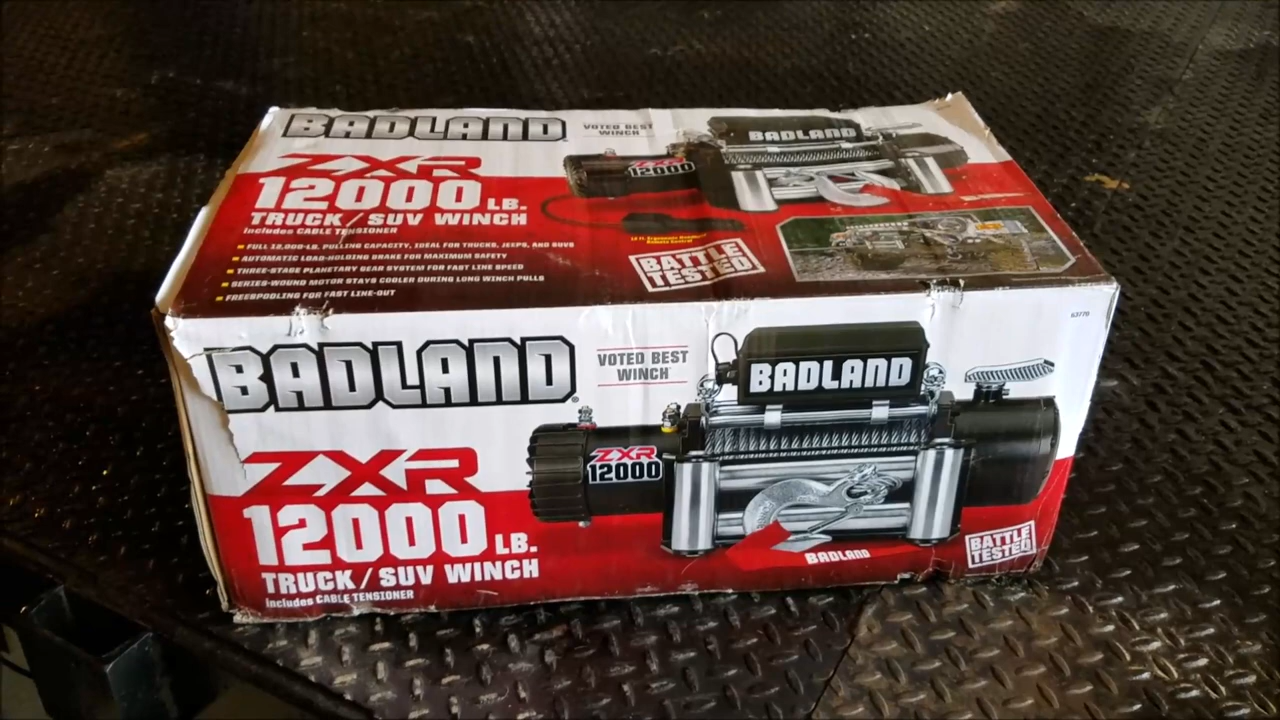 BADLAND
VOTED BEST
WINCH
BADLAND
ZXR
12000
ZXR
12000 LB.
TRUCK / SUV WINCH
Includes CABLE TENSIONER
FULL 12,000-LB. PULLING CAPACITY, IDEAL FOR TRUCKS, JEEPS, AND SUVS
AUTOMATIC LOAD-HOLDING BRAKE FOR MAXIMUM SAFETY
THREE-STAGE PLANETARY GEAR SYSTEM FOR FAST LINE SPEED
SERIES-WOUND MOTOR STAYS COOLER DURING LONG WINCH PULLS
FREESPOOLING FOR FAST LINE-OUT
Remote Control
BATTLE
TESTED
63770
BADLAND®
VOTED BEST
WINCH
BADLAND
ZXR
12000
ZXR
12000 LB.
TRUCK / SUV WINCH
Includes CABLE TENSIONER
BADLAND
BATTLE
TESTED